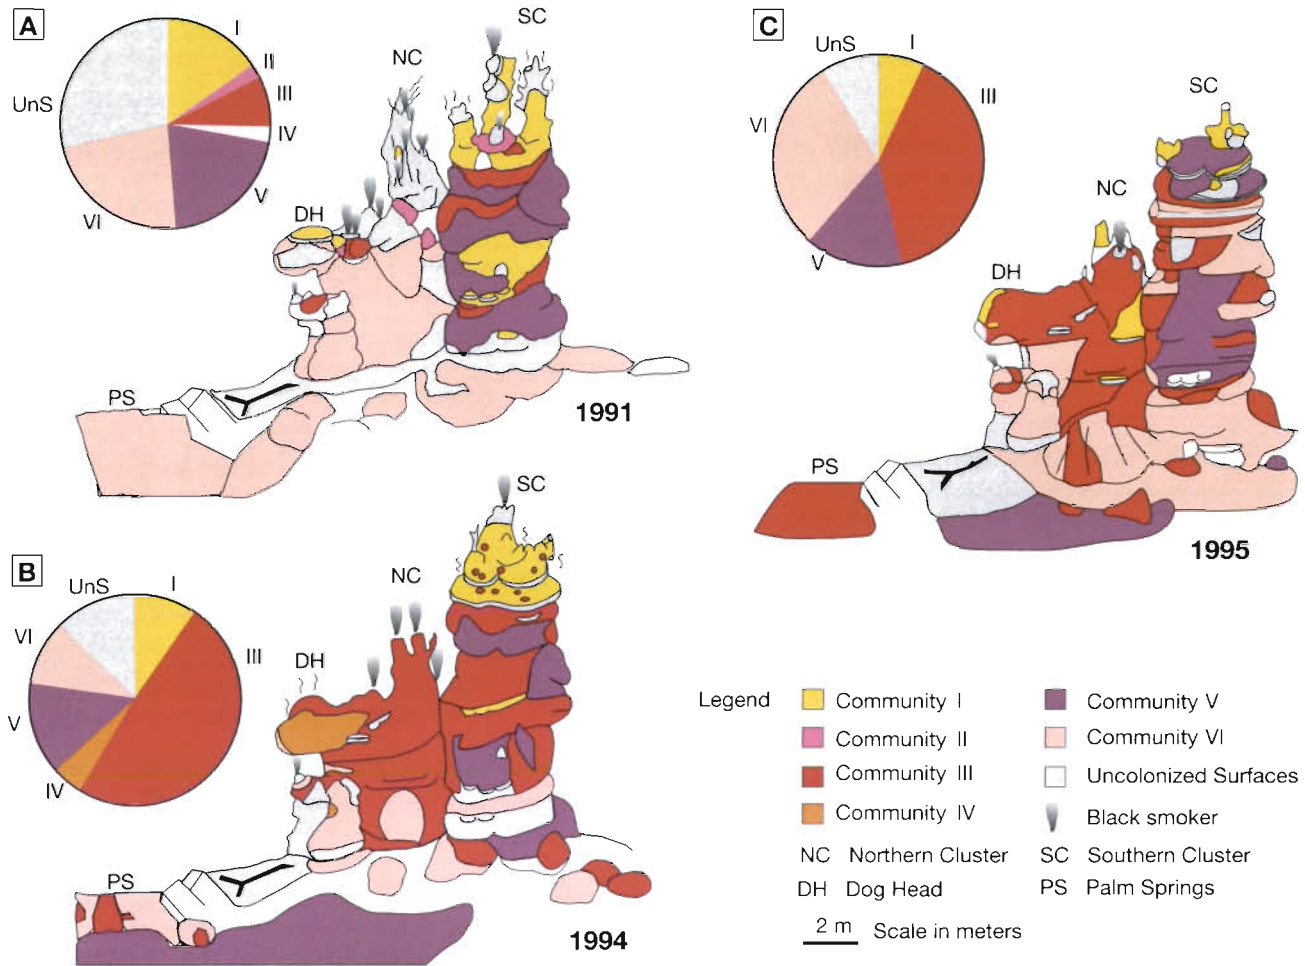 A
I
II
III
IV
V
VI
UnS
DH
NC
SC
PS
1991
B
UnS
I
III
IV
V
VI
DH
NC
SC
PS
1994
C
UnS
I
III
V
VI
DH
NC
SC
PS
1995
Legend
Community I
Community II
Community III
Community IV
Community V
Community VI
Uncolonized Surfaces
Black smoker
NC Northern Cluster
SC Southern Cluster
DH Dog Head
PS Palm Springs
2 m Scale in meters